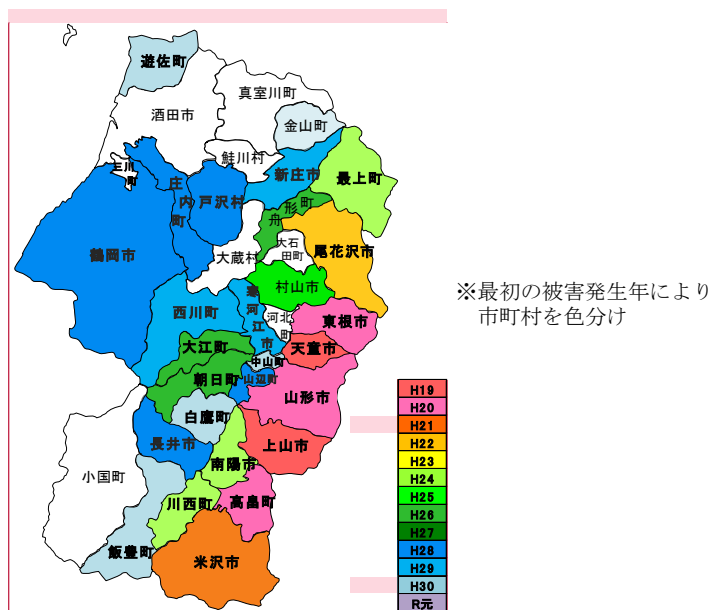 遊佐町
真室川町
酒田市
金山町
鮭川村
三川町
庄内町
戸沢村
新庄市
最上町
舟形町
鶴岡市
大蔵村
大石
田町
尾花沢市
村山市
西川町
寒河江市
河北町
東根市
大江町
天童市
中山町
朝日町
山辺町
山形市
白鷹町
長井市
上山市
南陽市
小国町
川西町
高畠町
飯豊町
米沢市
※最初の被害発生年により
市町村を色分け
H19
H20
H21
H22
H23
H24
H25
H26
H27
H28
H29
H30
R元